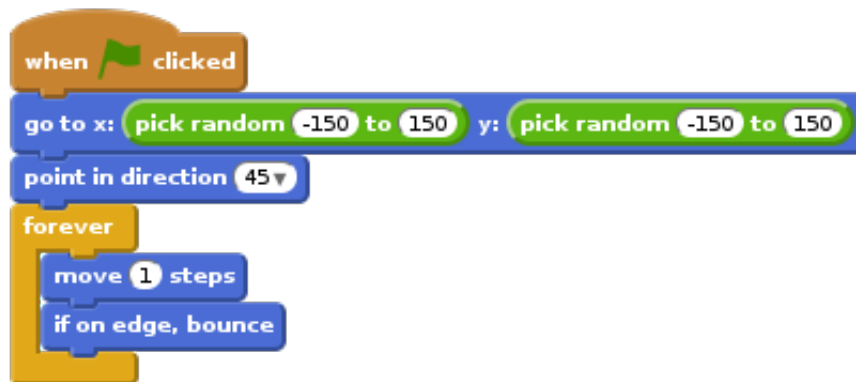 when clicked
go to x: pick random -150 to 150 y: pick random -150 to 150
point in direction 45
forever
move 1 steps
if on edge, bounce